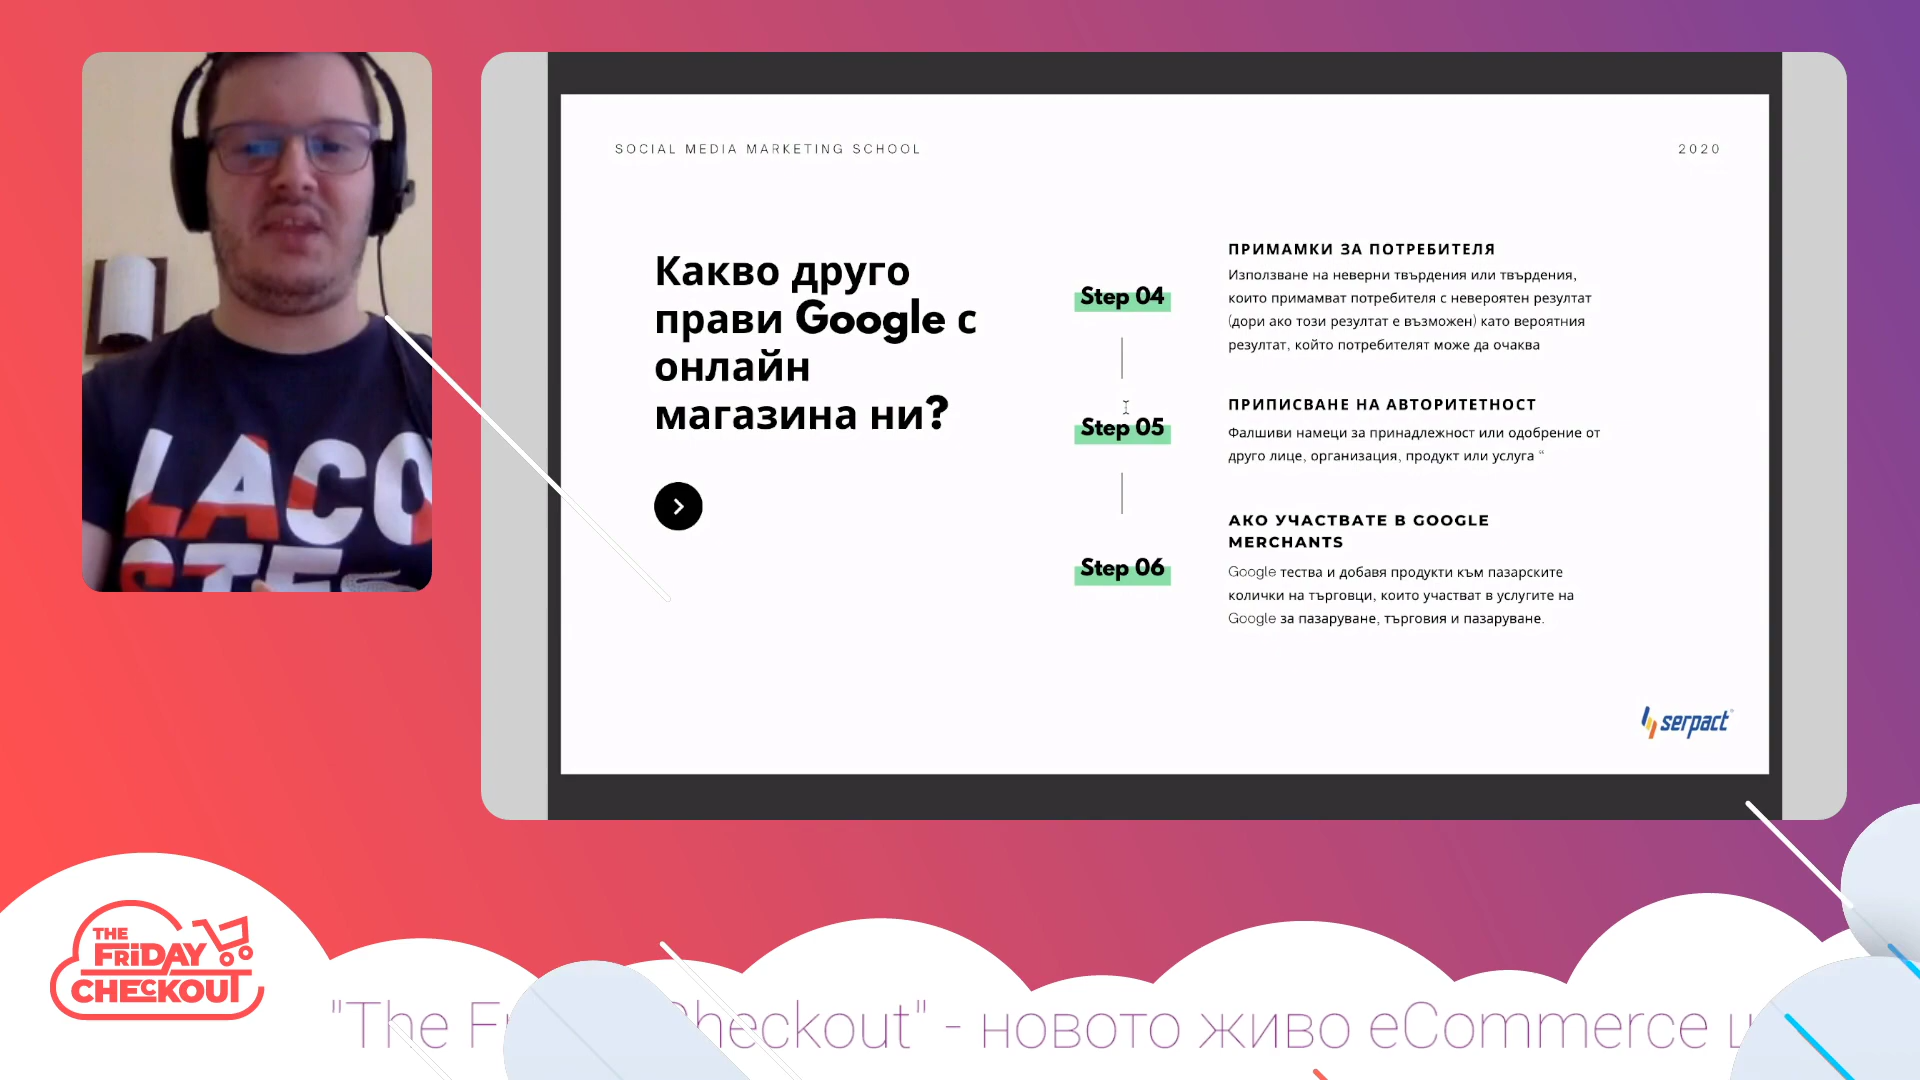 SOCIAL MEDIA MARKETING SCHOOL
2020
Какво друго
прави Google с
онлайн
магазина ни?
Step 04
ПРИМАМКИ ЗА ПОТРЕБИТЕЛЯ
Използване на неверни твърдения или твърдения,
които примамват потребителя с невероятен резултат
(дори ако този резултат е възможен) като вероятния
резултат, който потребителят може да очаква
Step 05
ПРИПИСВАНЕ НА АВТОРИТЕТНОСТ
Фалшиви намеци за принадлежност или одобрение от
друго лице, организация, продукт или услуга “
Step 06
АКО УЧАСТВАТЕ В GOOGLE
MERCHANTS
Google тества и добавя продукти към пазарските
колички на търговци, които участват в услугите на
Google за пазаруване, търговия и пазаруване.
serpact
LACO
STE
THE
FRIDAY
CHECKOUT
"The Checkout" - новото живо eCommerce